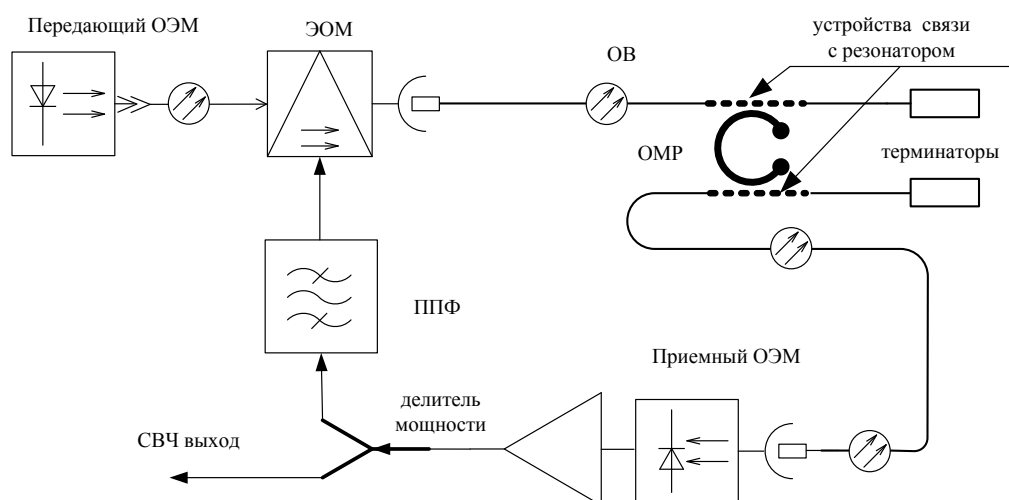 Передающий ОЭМ
ЭОМ
ОВ
устройства связи
с резонатором
ОМР
терминаторы
ППФ
Приемный ОЭМ
делитель
мощности
СВЧ выход